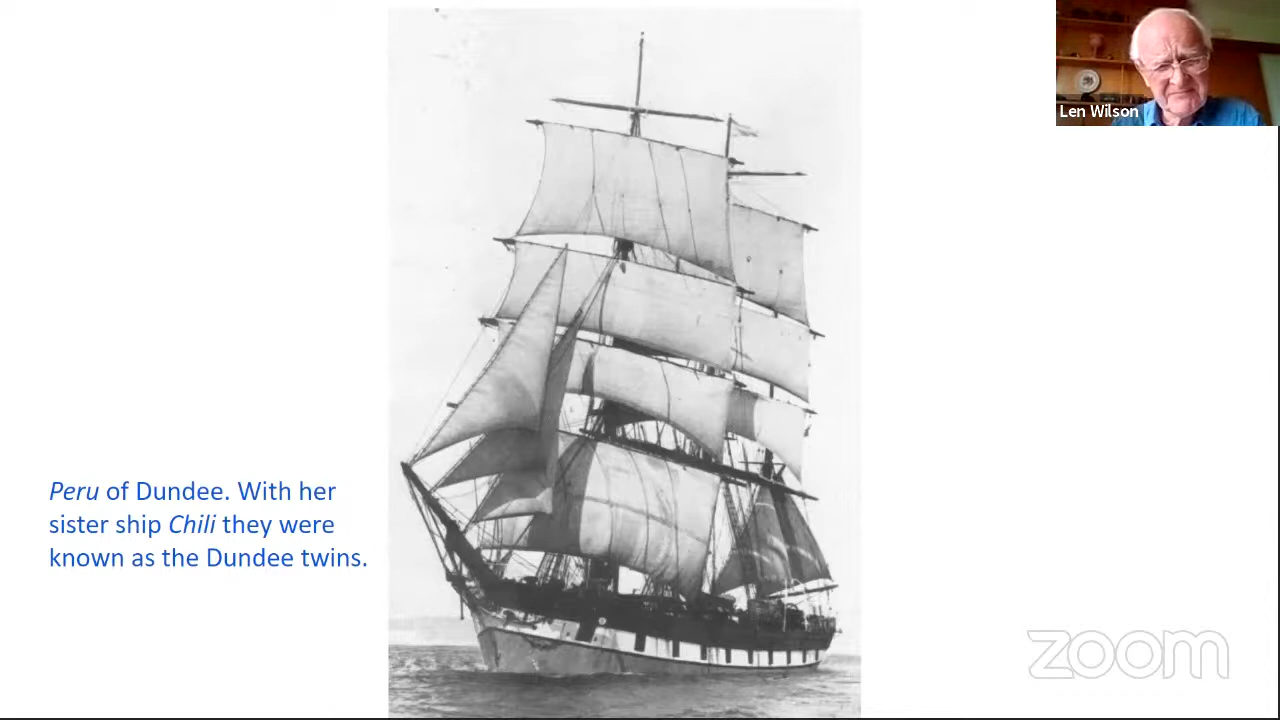 Len Wilson
Peru of Dundee. With her
sister ship Chili they were
known as the Dundee twins.
zoom